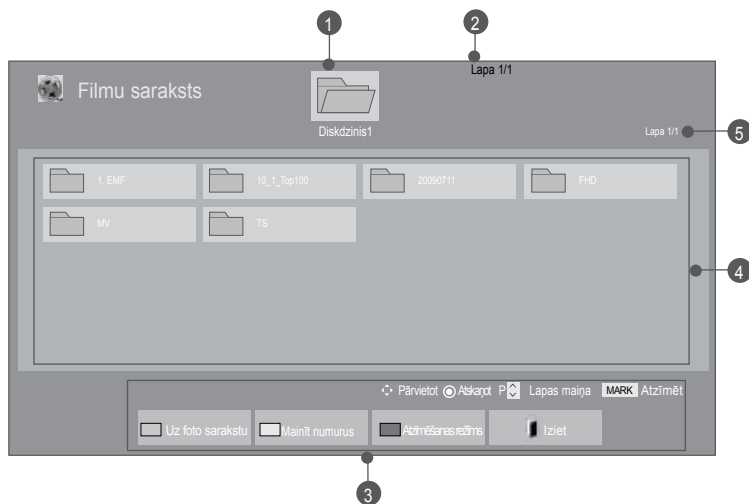 1
2
Lapa 1/1
Filmu saraksts
Diskdzinis1
Lapa 1/1
5
1. EMF
10_1_Top100
20090711
FHD
MV
TS
4
Pārvietot Atskaņot P Lapas maiņa MARK Atzīmēt
Uz foto sarakstu Mainīt numurus Atzīmēšanas režīms Iziet
3